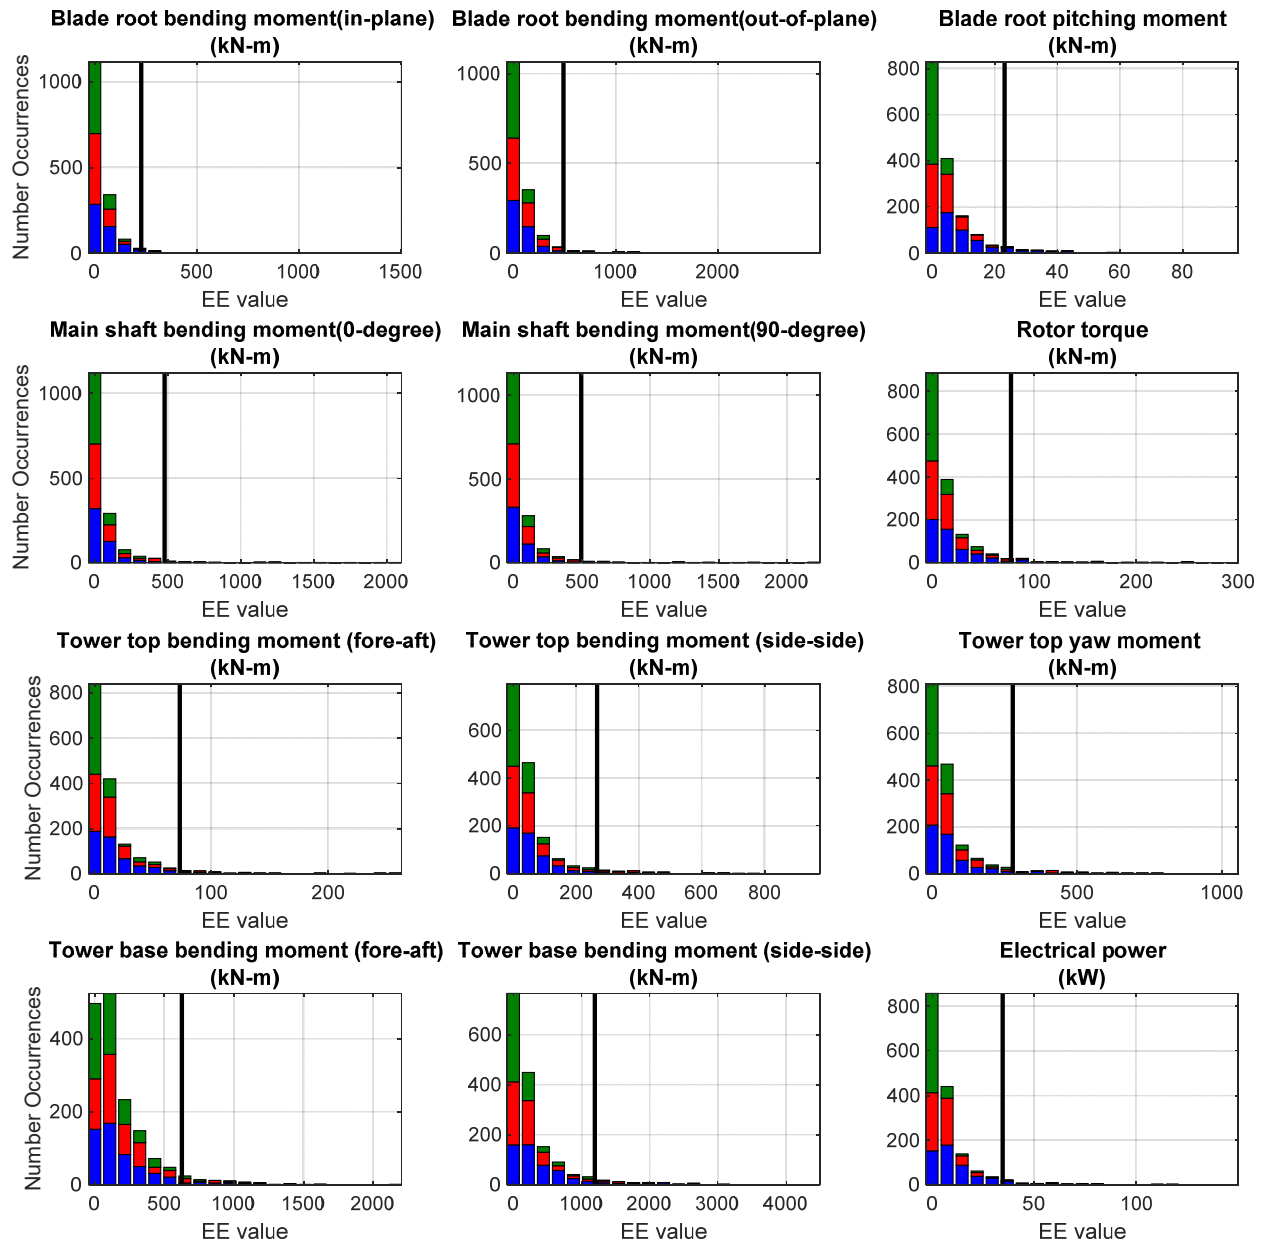 Blade root bending moment(in-plane)
(kN-m)
Number Occurrences
1000
500
0
0
500
1000
1500
EE value
Blade root bending moment(out-of-plane)
(kN-m)
1000
500
0
0
1000
2000
EE value
Blade root pitching moment
(kN-m)
800
600
400
200
0
0
20
40
60
80
EE value
Main shaft bending moment(0-degree)
(kN-m)
Number Occurrences
1000
500
0
0
500
1000
1500
2000
EE value
Main shaft bending moment(90-degree)
(kN-m)
1000
500
0
0
500
1000
1500
2000
EE value
Rotor torque
(kN-m)
800
600
400
200
0
0
100
200
300
EE value
Tower top bending moment (fore-aft)
(kN-m)
Number Occurrences
800
600
400
200
0
0
100
200
EE value
Tower top bending moment (side-side)
(kN-m)
600
400
200
0
0
200
400
600
800
EE value
Tower top yaw moment
(kN-m)
800
600
400
200
0
0
500
1000
EE value
Tower base bending moment (fore-aft)
(kN-m)
Number Occurrences
400
200
0
0
500
1000
1500
2000
EE value
Tower base bending moment (side-side)
(kN-m)
600
400
200
0
0
1000
2000
3000
4000
EE value
Electrical power
(kW)
800
600
400
200
0
0
50
100
EE value